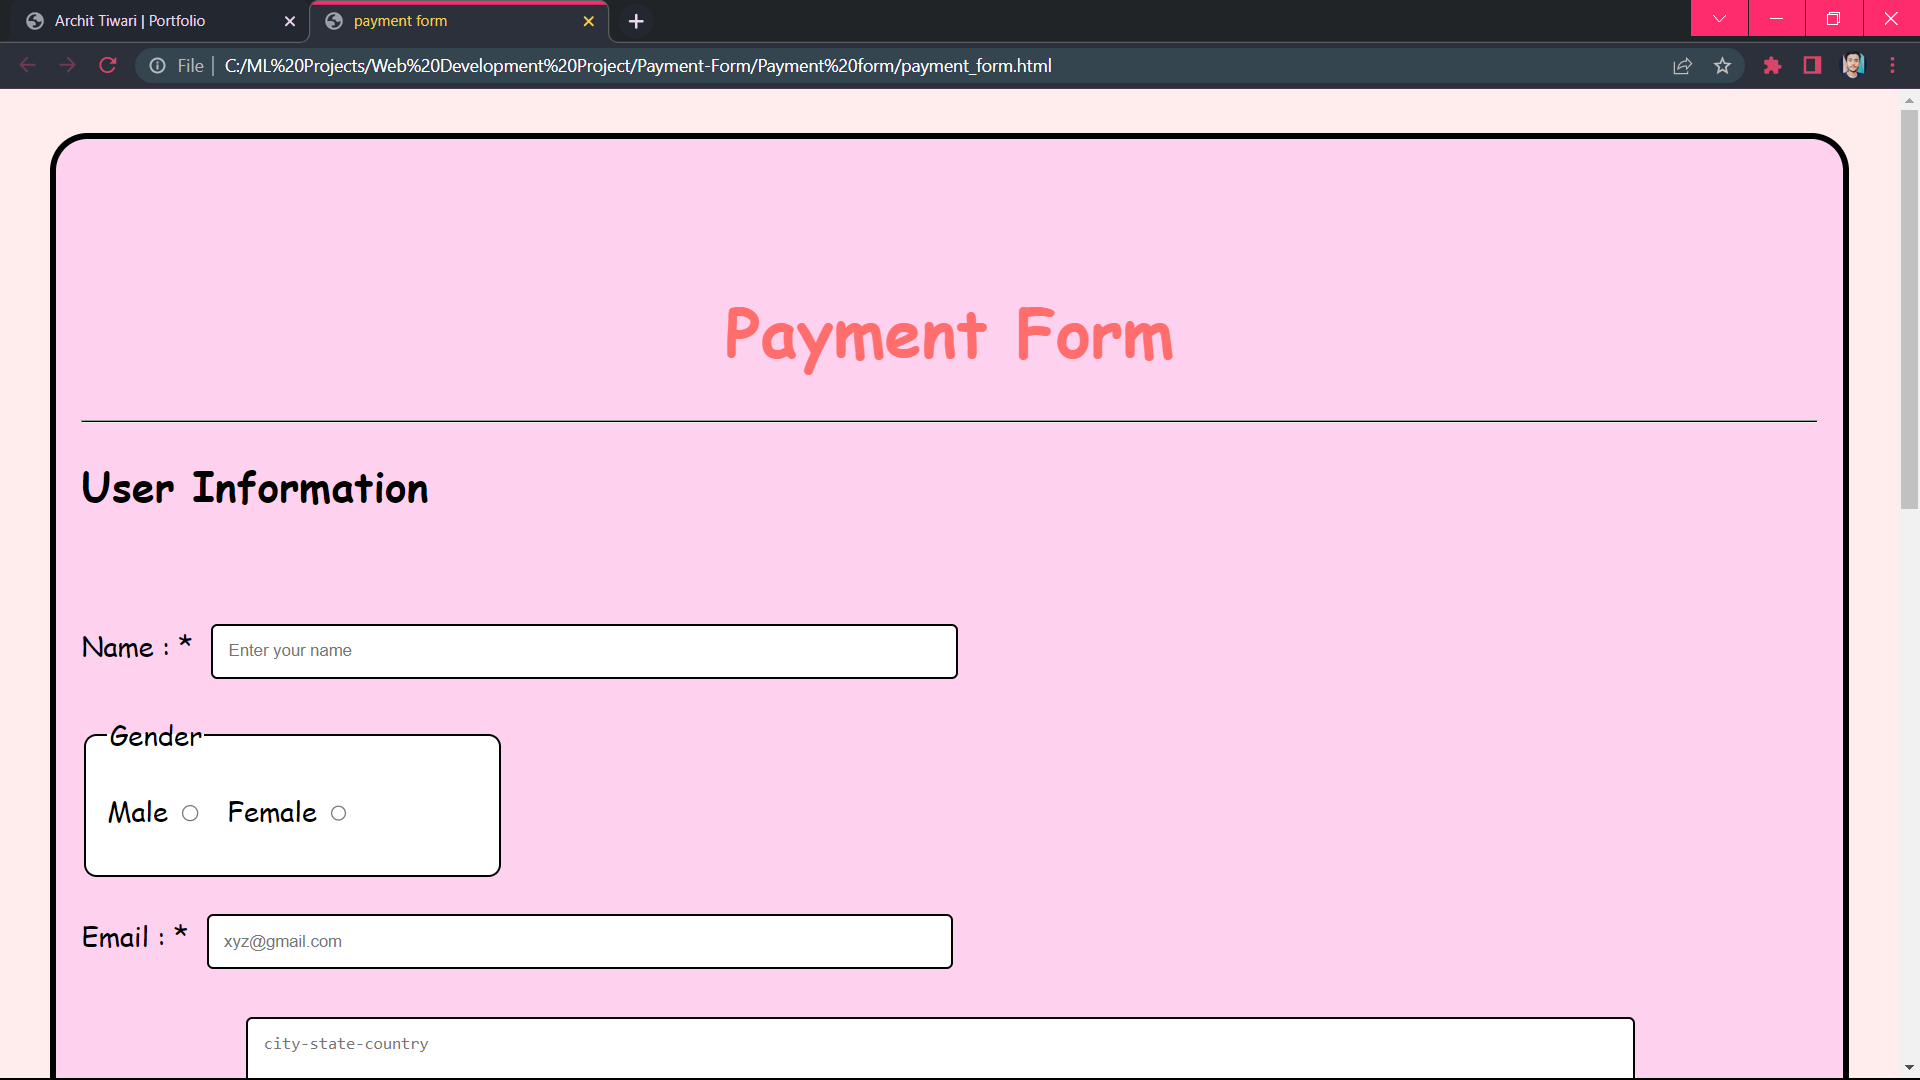 Archit Tiwari | Portfolio
payment form
File | C:/ML%20Projects/Web%20Development%20Project/Payment-Form/Payment%20form/payment_form.html
Payment Form
User Information
Name : * Enter your name
Gender
Male Female
Email : * xyz@gmail.com
city-state-country